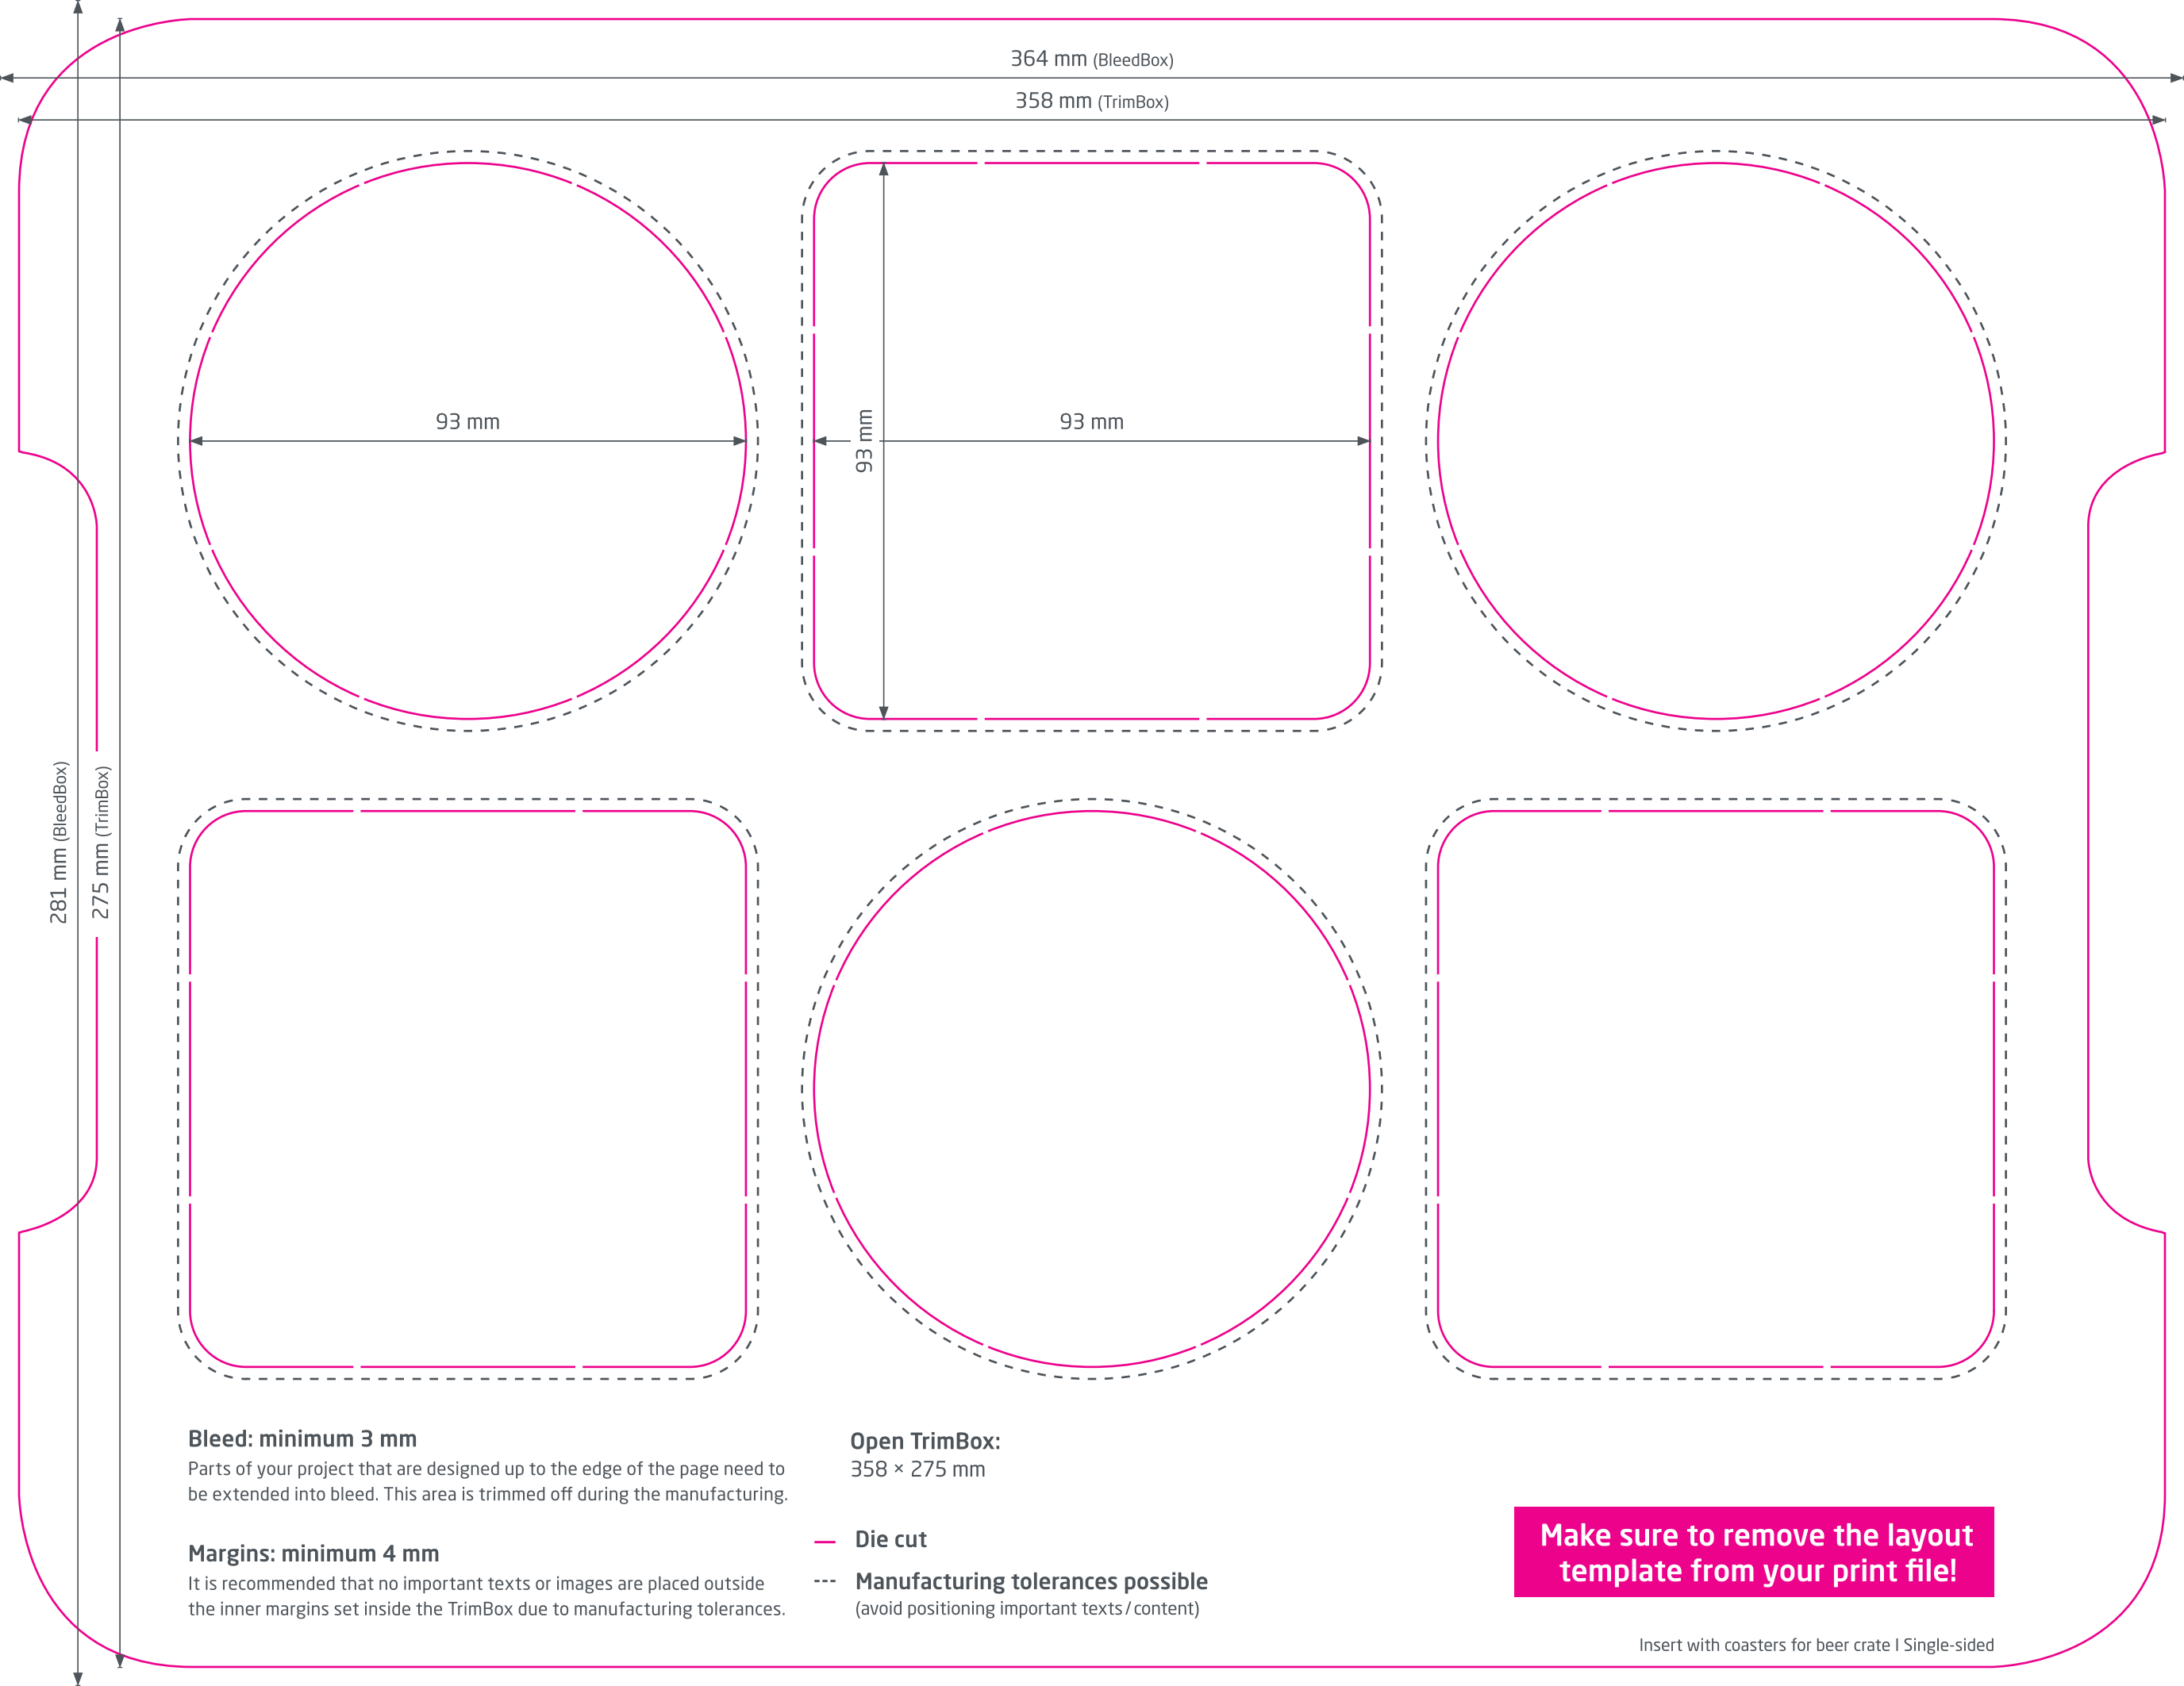 364 mm (BleedBox)
358 mm (TrimBox)
93 mm
93 mm
93 mm
281 mm (BleedBox)
275 mm (TrimBox)
Bleed: minimum 3 mm
Parts of your project that are designed up to the edge of the page need to
be extended into bleed. This area is trimmed off during the manufacturing.
Margins: minimum 4 mm
It is recommended that no important texts or images are placed outside
the inner margins set inside the TrimBox due to manufacturing tolerances.
Open TrimBox:
358 × 275 mm
Die cut
Manufacturing tolerances possible
(avoid positioning important texts / content)
Make sure to remove the layout
template from your print file!
Insert with coasters for beer crate I Single-sided